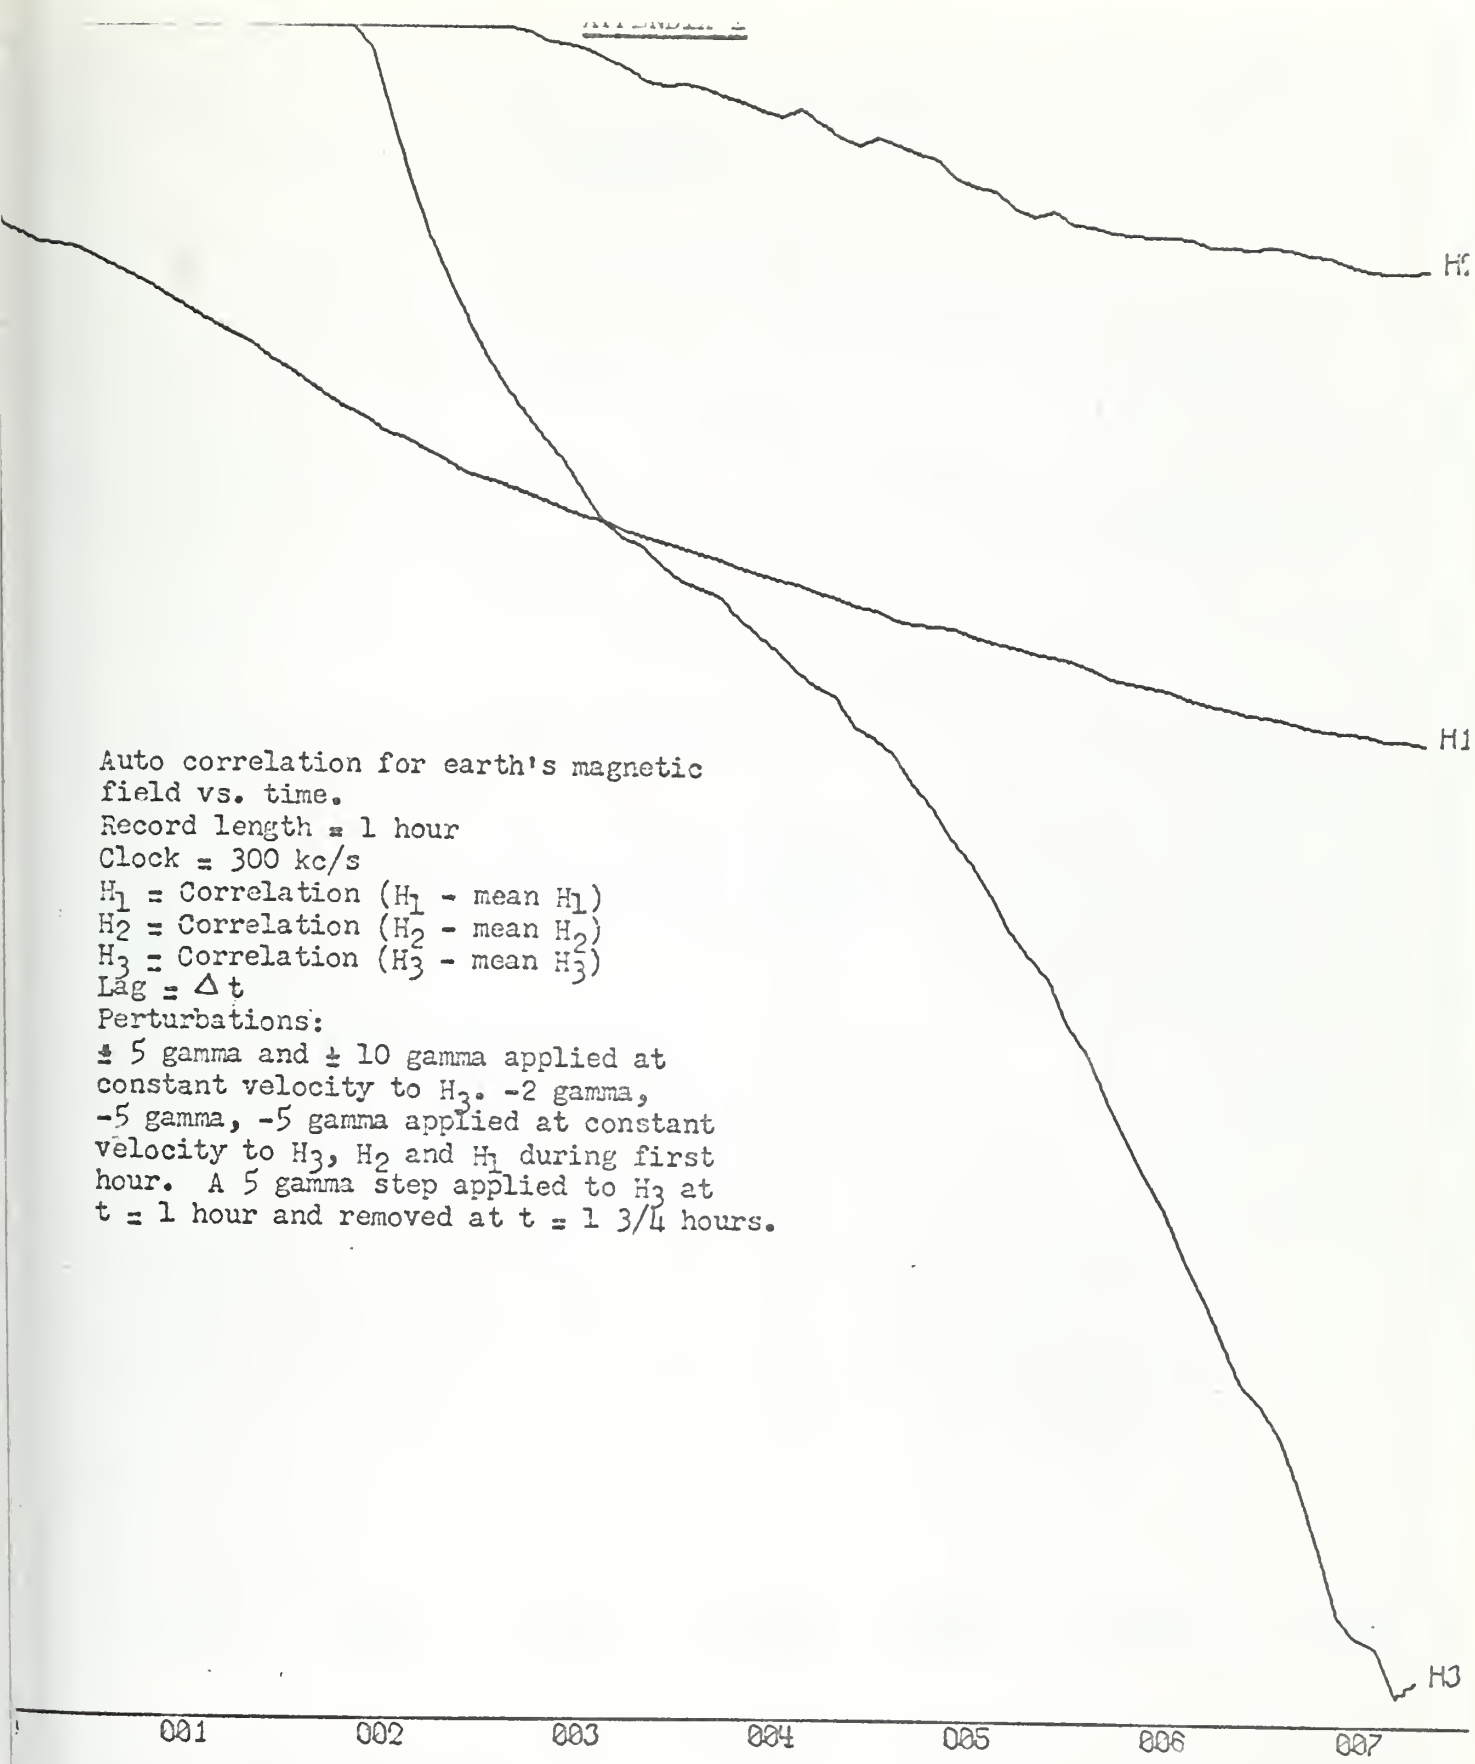 H1
Auto correlation for earth's magnetic
field vs. time.
Record length = 1 hour
Clock = 300 kc/s
H1 = Correlation (H1 - mean H1)
H2 = Correlation (H2 - mean H2)
H3 = Correlation (H3 - mean H3)
Lag = Δ t
Perturbations:
± 5 gamma and ± 10 gamma applied at
constant velocity to H3. -2 gamma,
-5 gamma, -5 gamma applied at constant
velocity to H3, H2 and H1 during first
hour. A 5 gamma step applied to H3 at
t = 1 hour and removed at t = 1 3/4 hours.
H3
001 002 003 004 005 006 007